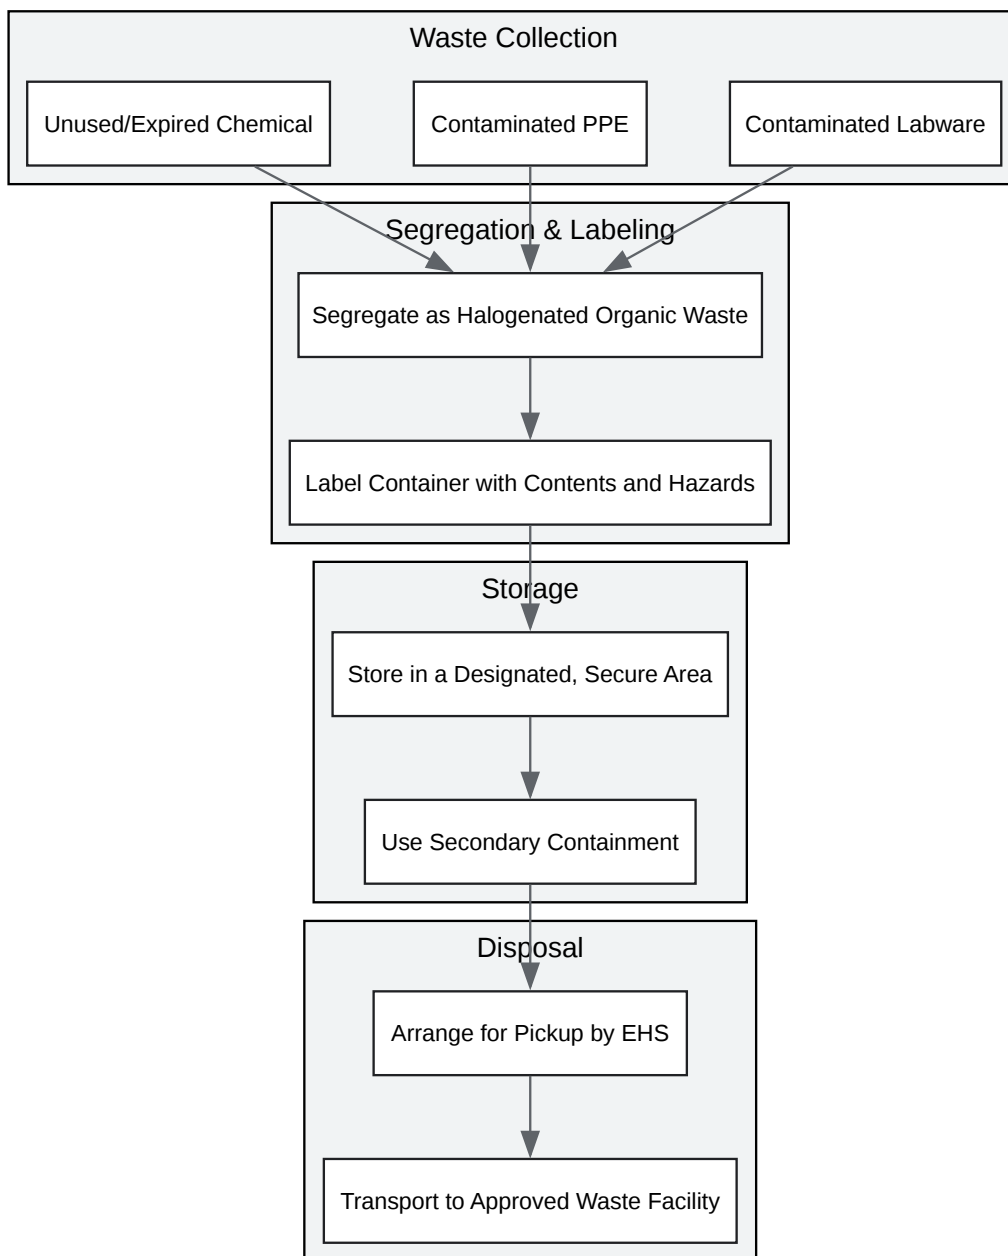 Waste Collection
Unused/Expired Chemical
Contaminated PPE
Contaminated Labware
Segregation & Labeling
Segregate as Halogenated Organic Waste
Label Container with Contents and Hazards
Storage
Store in a Designated, Secure Area
Use Secondary Containment
Disposal
Arrange for Pickup by EHS
Transport to Approved Waste Facility